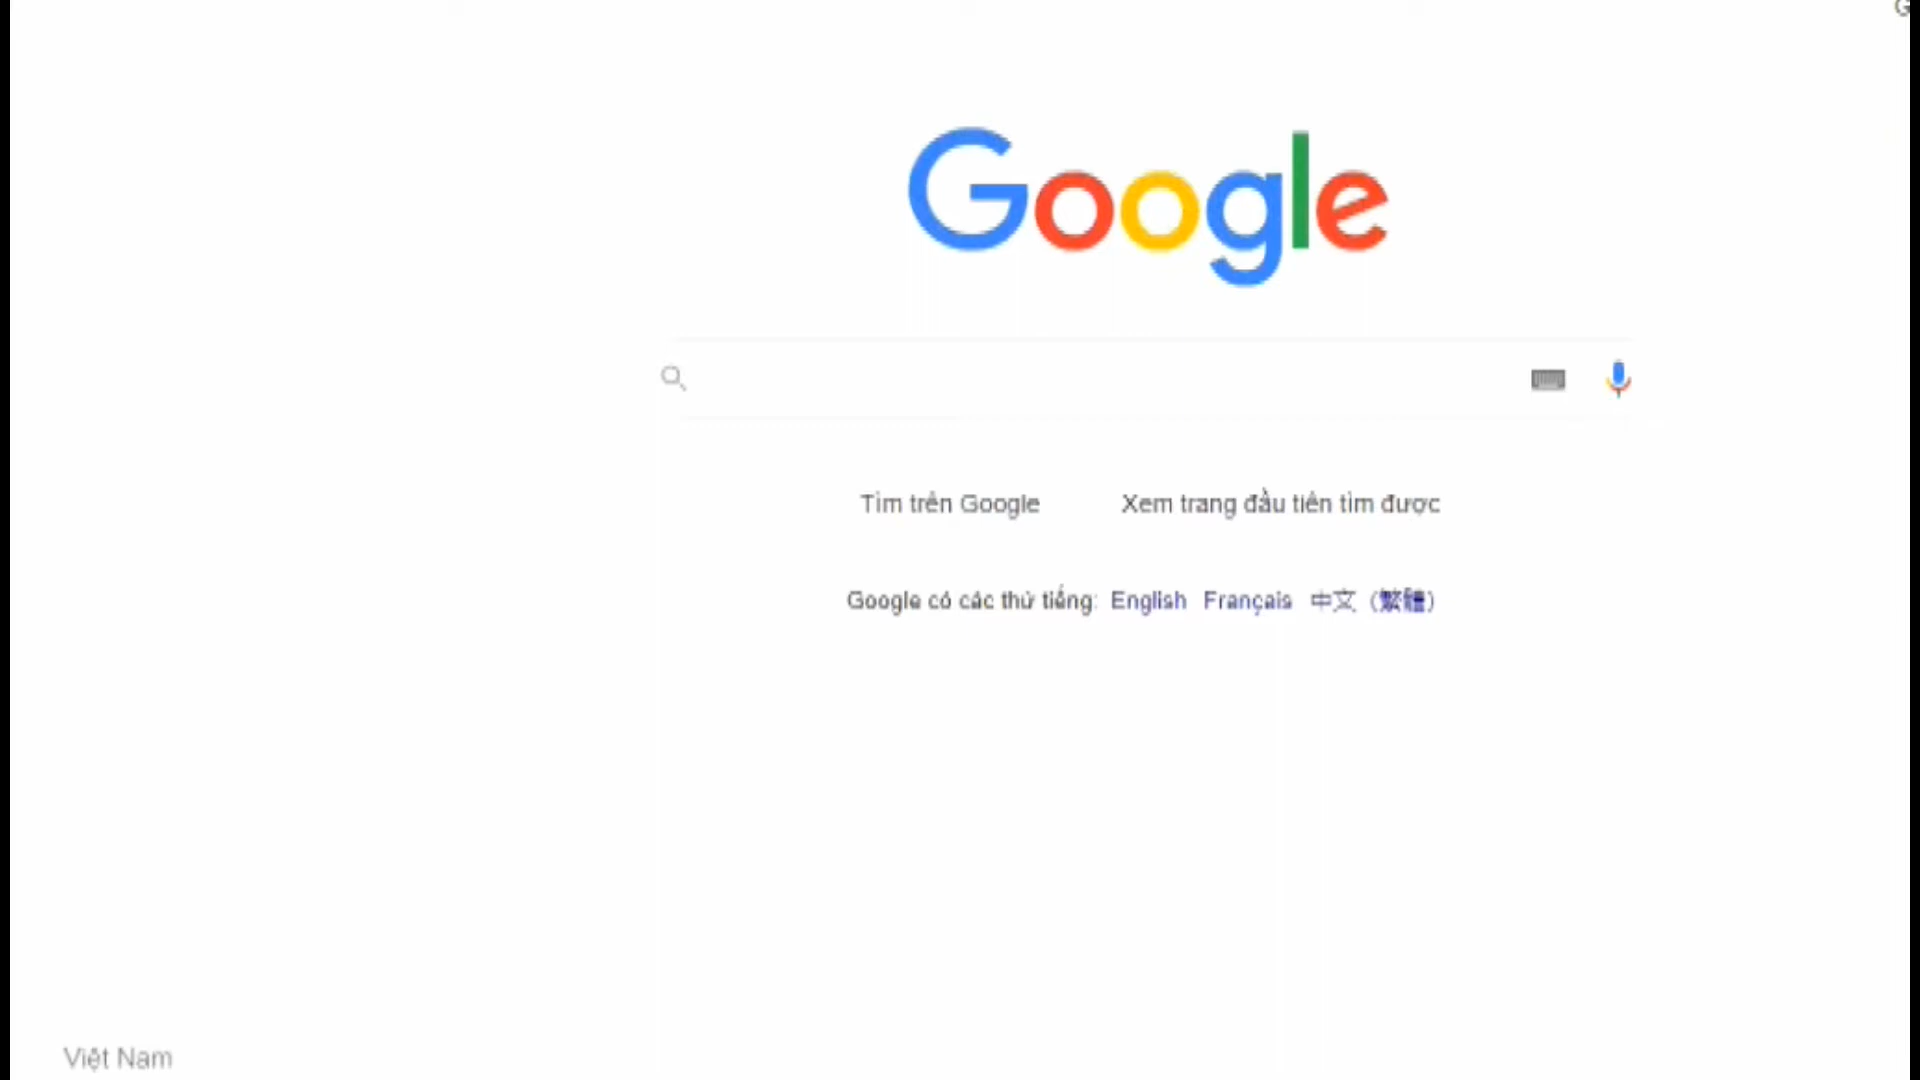 Google
Tìm trên Google Xem trang đầu tiên tìm được
Google có các thứ tiếng: English Français 中文（繁體）
Việt Nam